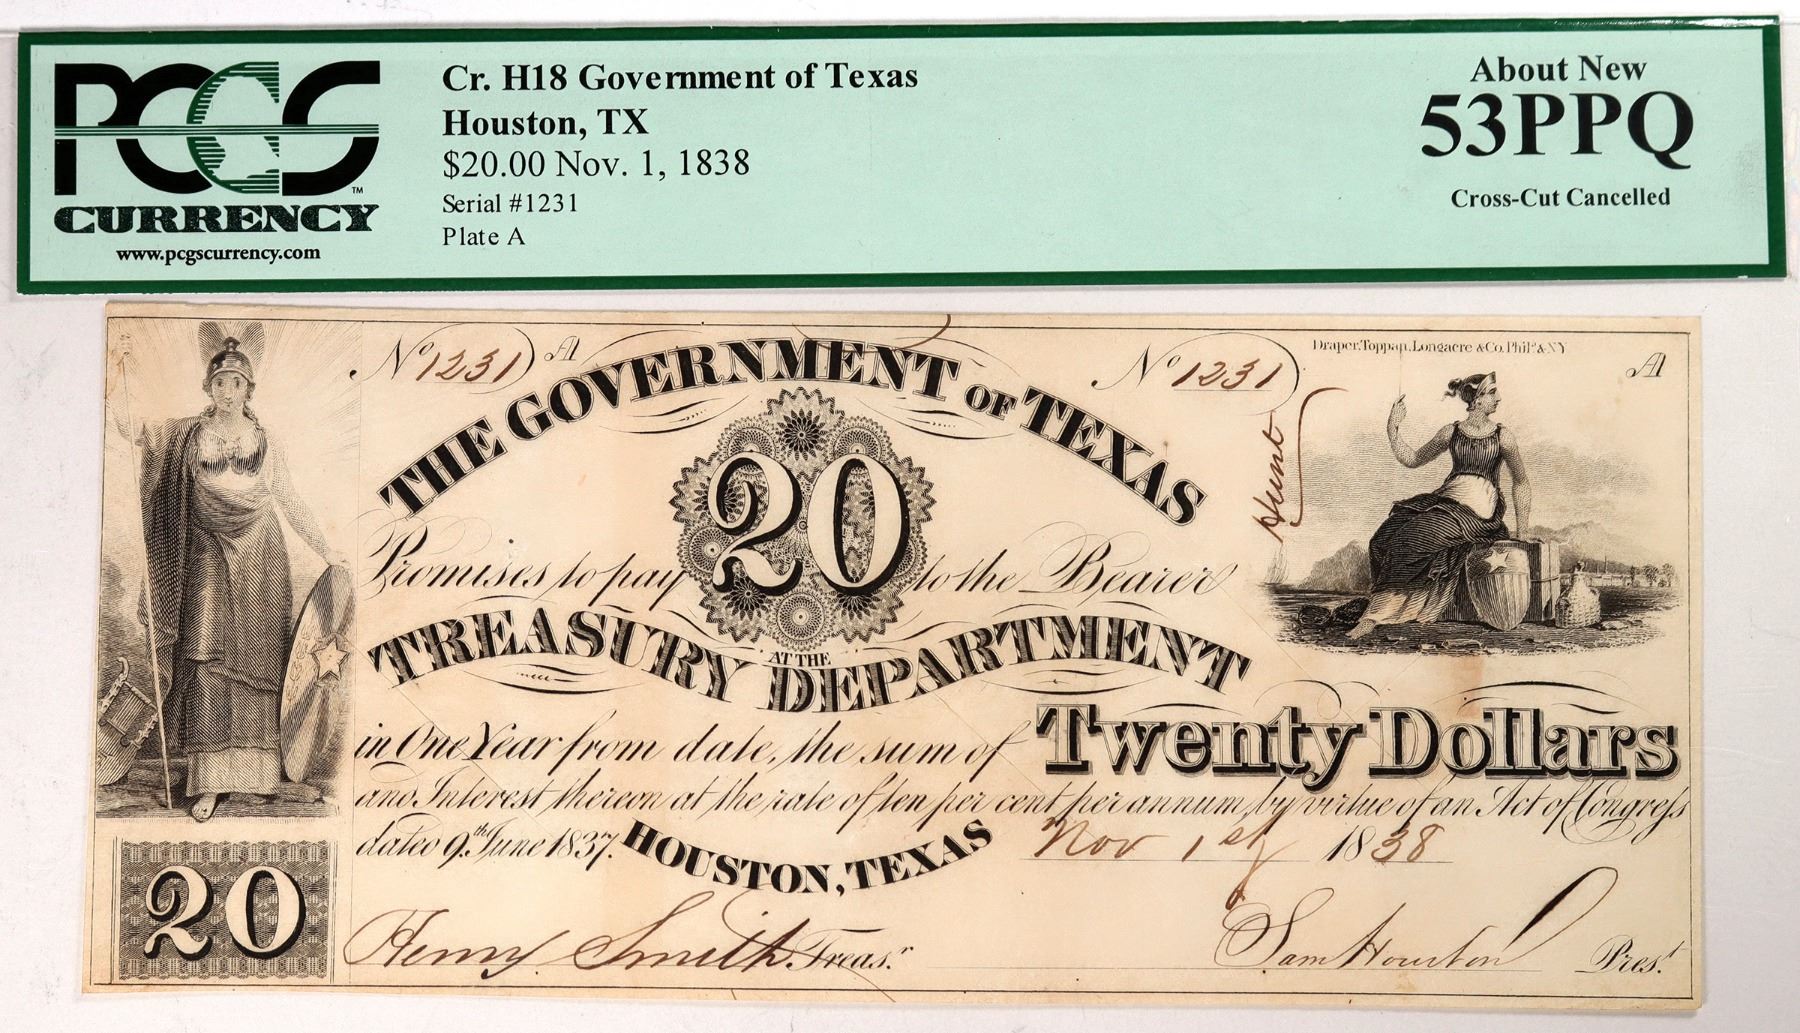 PCGS™
CURRENCY
www.pcgscurrency.com
Cr. H18 Government of Texas
Houston, TX
$20.00 Nov. 1, 1838
Serial #1231
Plate A
About New
53PPQ
Cross-Cut Cancelled
No 1231 A
No 1231
Draper, Toppan, Longacre & Co. Phila. & N.Y
A
THE GOVERNMENT OF TEXAS
Hunt
20
Promises to pay to the Bearer
AT THE
TREASURY DEPARTMENT
in One Year from date, the sum of Twenty Dollars
and Interest thereon at the rate of ten per cent, per annum, by virtue of an Act of Congress
dated 9th June 1837. HOUSTON, TEXAS Nov 1st 1838
20
Henry Smith Treasr.
Sam Houston Prest.